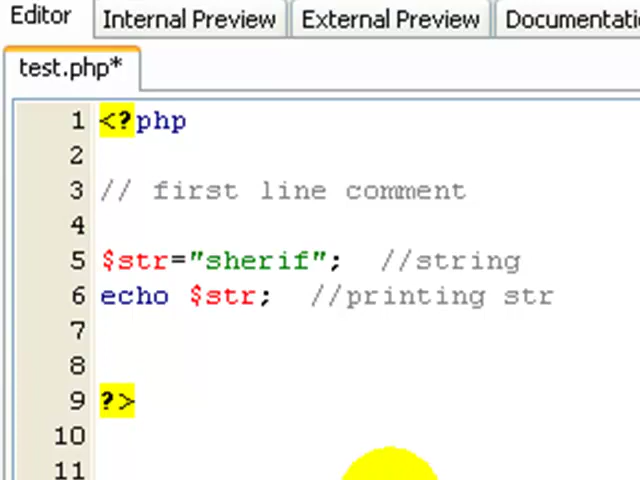 Editor Internal Preview External Preview
test.php*
1 <?php
2
3 // first line comment
4
5 $str="sherif"; //string
6 echo $str; //printing str
7
8
9 ?>
10
11